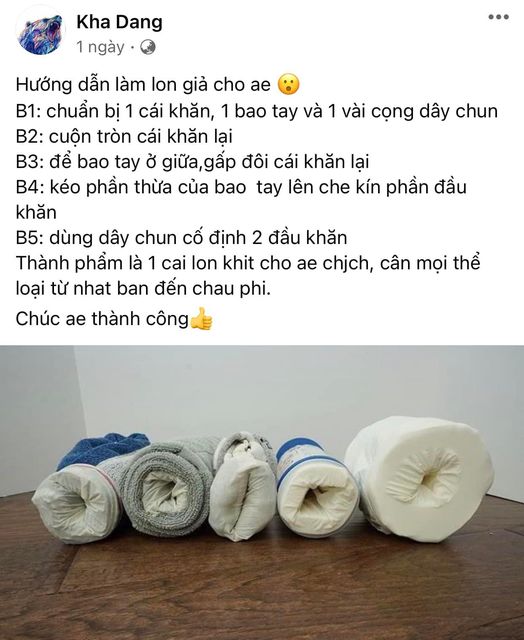 Kha Dang
1 ngày ·
Hướng dẫn làm lon giả cho ae 😮
B1: chuẩn bị 1 cái khăn, 1 bao tay và 1 vài cọng dây chun
B2: cuộn tròn cái khăn lại
B3: để bao tay ở giữa,gấp đôi cái khăn lại
B4: kéo phần thừa của bao tay lên che kín phần đầu
khăn
B5: dùng dây chun cố định 2 đầu khăn
Thành phẩm là 1 cai lon khit cho ae chjch, cân mọi thể
loại từ nhat ban đến chau phi.
Chúc ae thành công👍